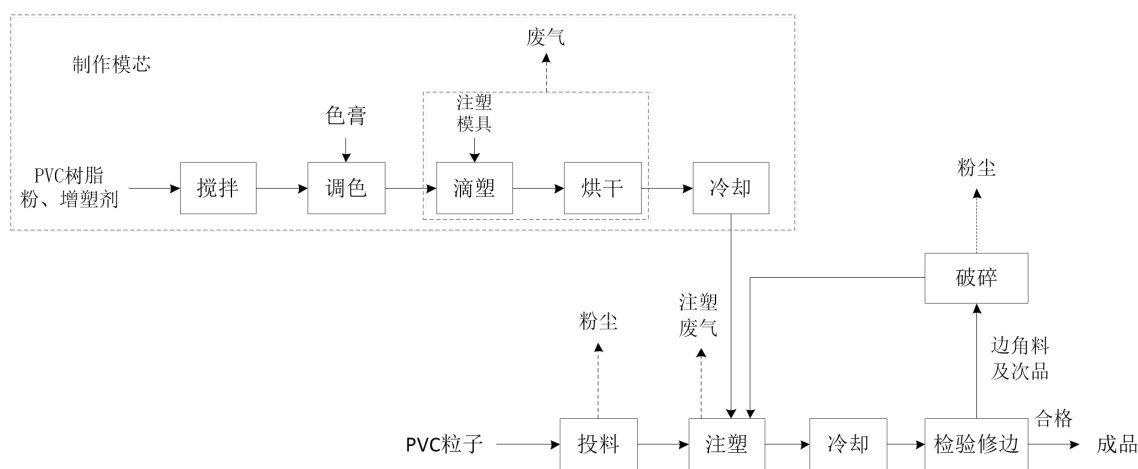 废气
制作模芯
色膏
注塑
模具
PVC树脂
粉、增塑剂
搅拌
调色
滴塑
烘干
冷却
粉尘
破碎
粉尘
注塑
废气
边角料
及次品
PVC粒子
投料
注塑
冷却
检验修边
合格
成品